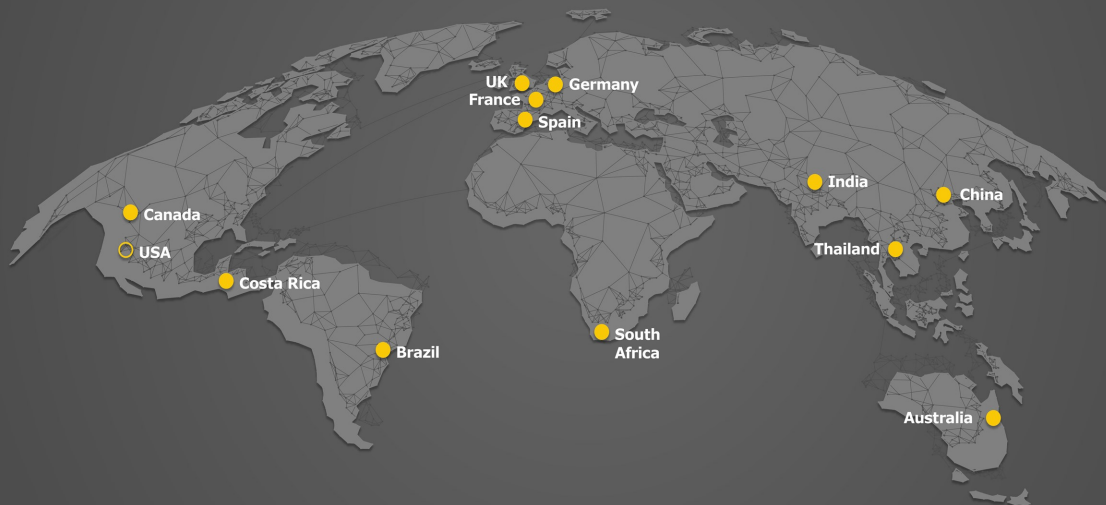 UK
Germany
France
Spain
India
China
Canada
USA
Thailand
Costa Rica
South
Africa
Brazil
Australia